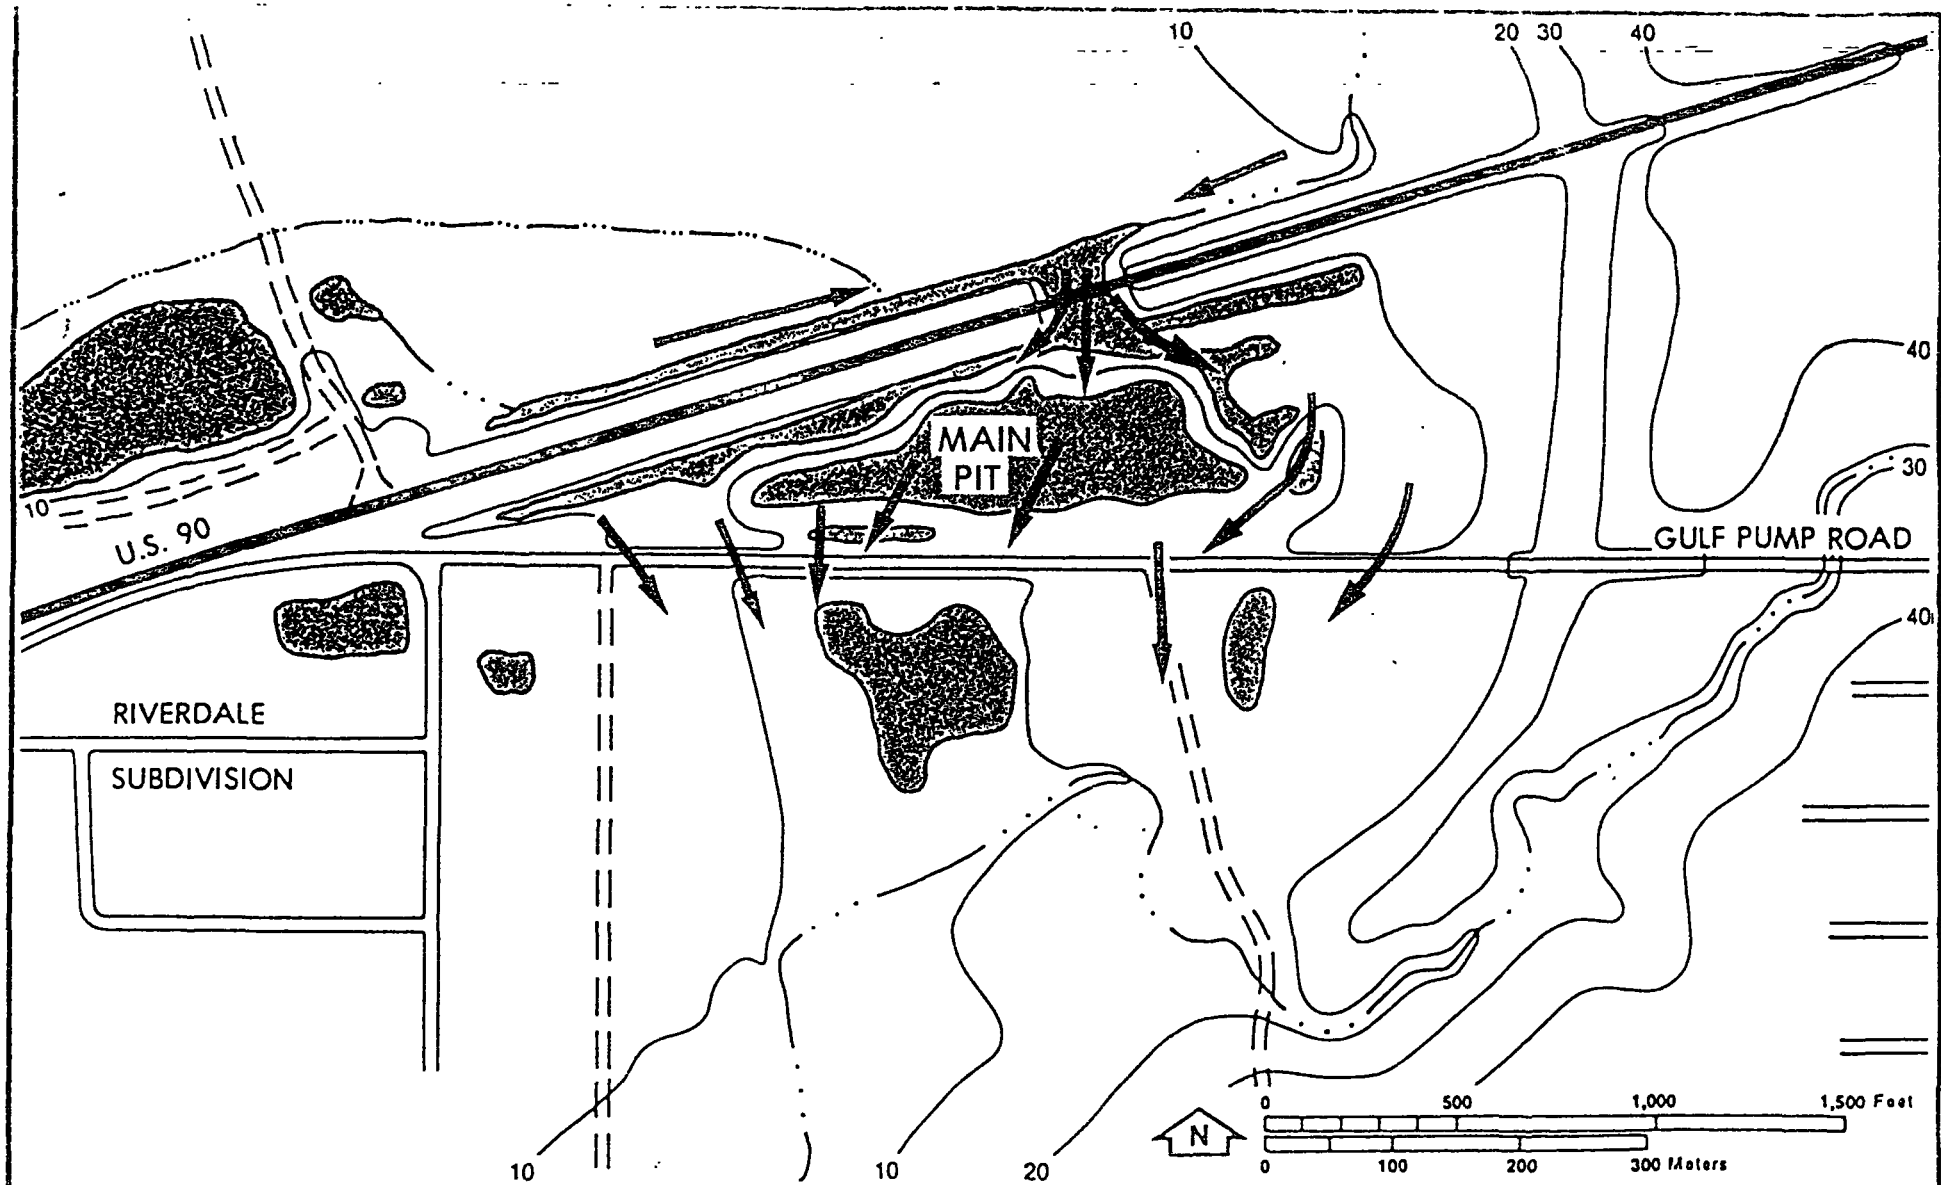 10
20 30 40
MAIN
PIT
40
30
10
U.S. 90
GULF PUMP ROAD
40
RIVERDALE
SUBDIVISION
0 500 1,000 1,500 Feet
N
0 100 200 300 Meters
10
10
20